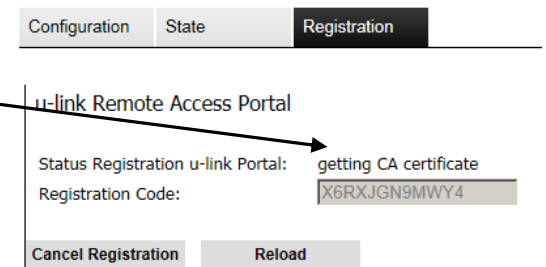 Configuration State Registration
u-link Remote Access Portal
Status Registration u-link Portal: getting CA certificate
Registration Code: X6RXJGN9MWY4
Cancel Registration Reload